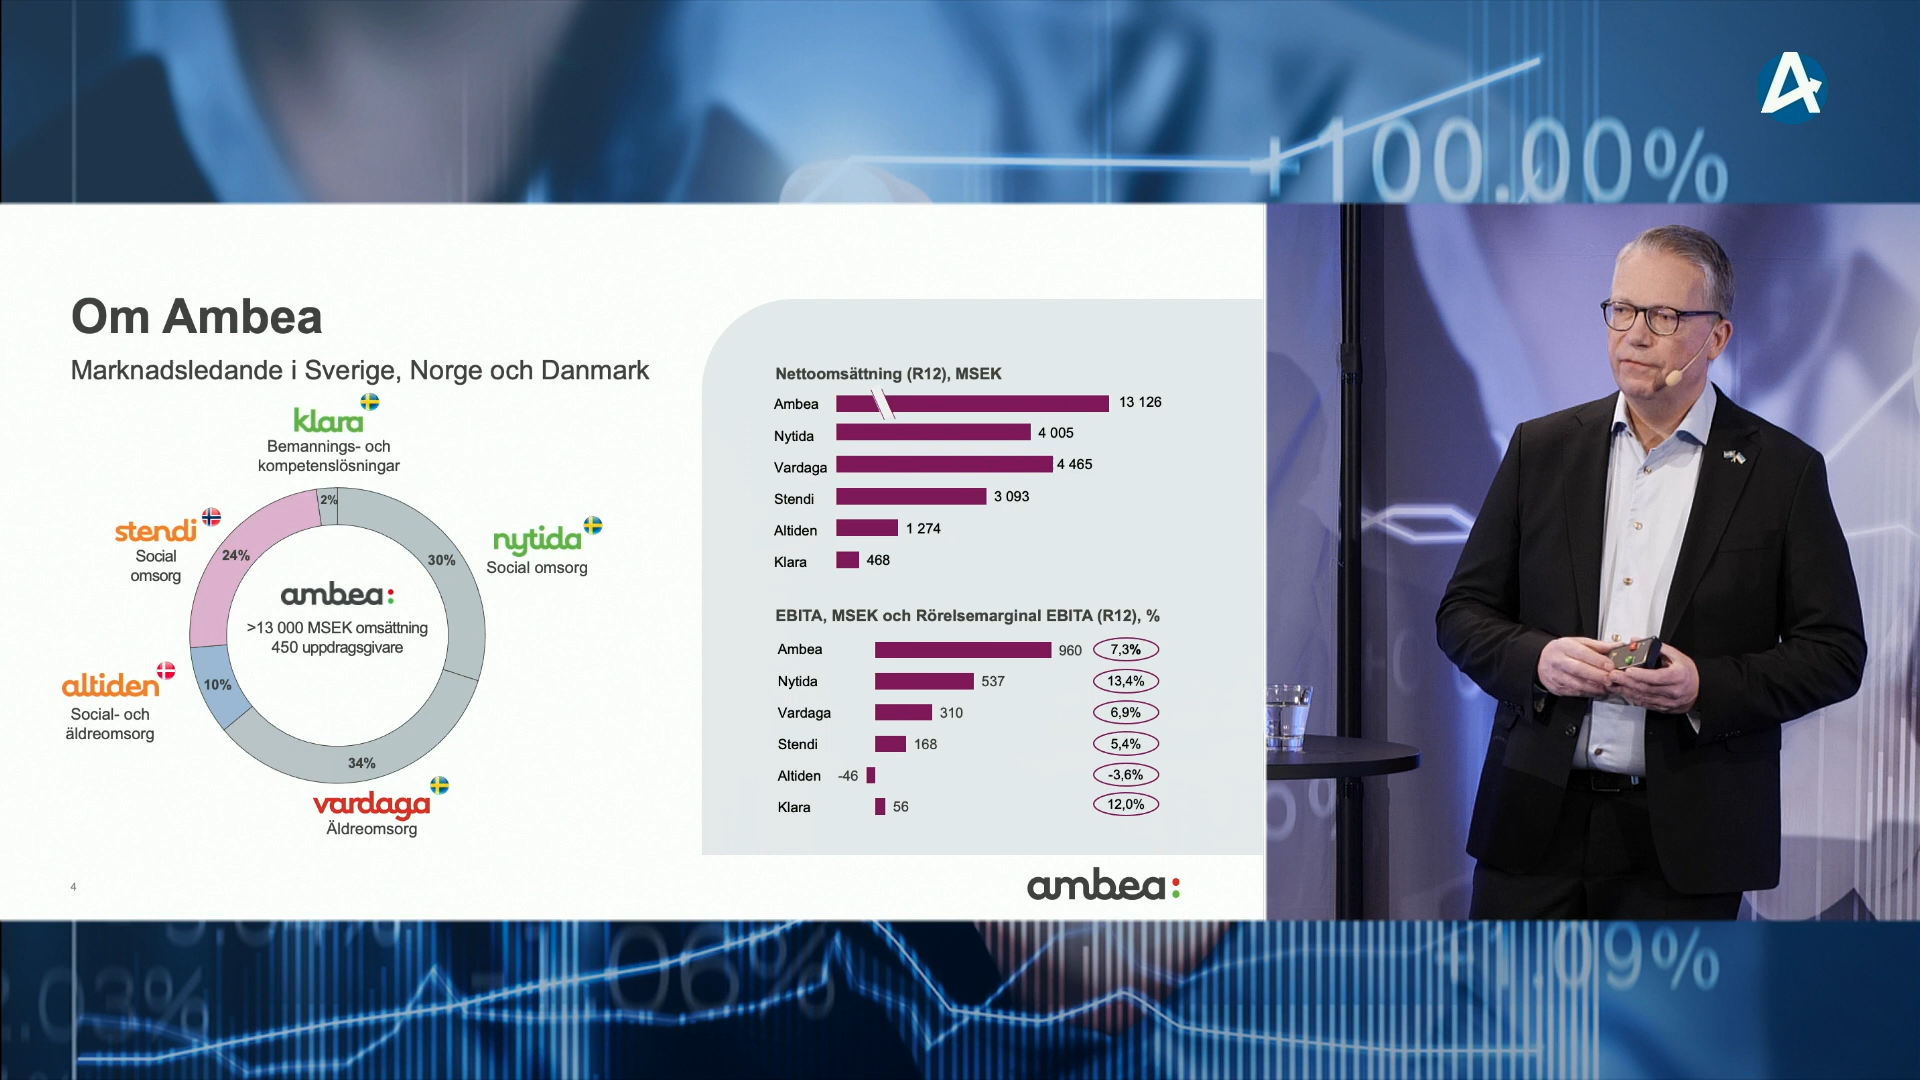 +100.00%
Om Ambea
Marknadsledande i Sverige, Norge och Danmark
klara
Bemannings- och
kompetenslösningar
2%
stendi
Social
omsorg
24%
nytida
Social omsorg
30%
ambea:
>13 000 MSEK omsättning
450 uppdragsgivare
altiden
Social- och
äldreomsorg
10%
34%
vardaga
Äldreomsorg
4
Nettoomsättning (R12), MSEK
Ambea 13 126
Nytida 4 005
Vardaga 4 465
Stendi 3 093
Altiden 1 274
Klara 468
EBITA, MSEK och Rörelsemarginal EBITA (R12), %
Ambea 960 7,3%
Nytida 537 13,4%
Vardaga 310 6,9%
Stendi 168 5,4%
Altiden -46 -3,6%
Klara 56 12,0%
ambea:
+1.09%